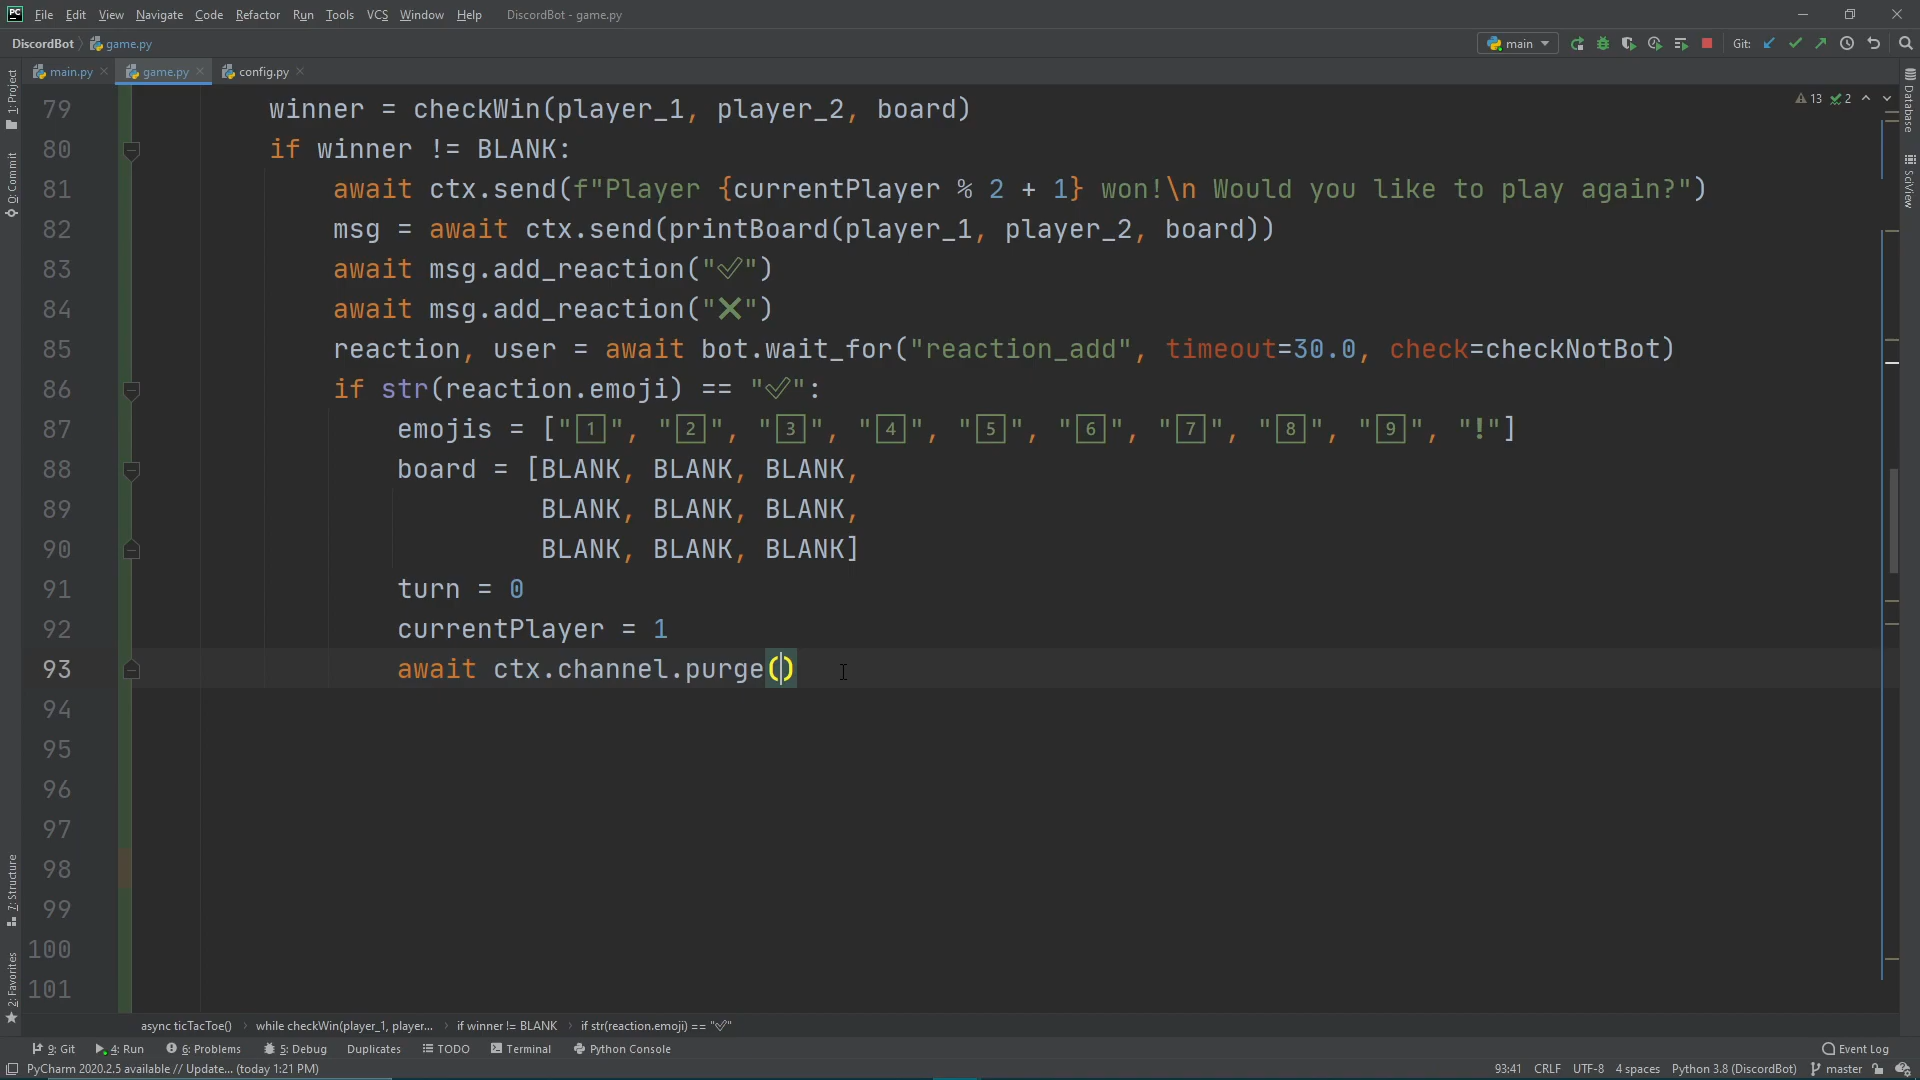 File Edit View Navigate Code Refactor Run Tools VCS Window Help DiscordBot - game.py
DiscordBot game.py main Git:
main.py game.py config.py
1: Project
0: Commit
7: Structure
2: Favorites
Database
SciView
13 2
79 winner = checkWin(player_1, player_2, board)
80 if winner != BLANK:
81 await ctx.send(f"Player {currentPlayer % 2 + 1} won!\n Would you like to play again?")
82 msg = await ctx.send(printBoard(player_1, player_2, board))
83 await msg.add_reaction("✅")
84 await msg.add_reaction("❌")
85 reaction, user = await bot.wait_for("reaction_add", timeout=30.0, check=checkNotBot)
86 if str(reaction.emoji) == "✅":
87 emojis = ["1️⃣", "2️⃣", "3️⃣", "4️⃣", "5️⃣", "6️⃣", "7️⃣", "8️⃣", "9️⃣", "❗"]
88 board = [BLANK, BLANK, BLANK,
89 BLANK, BLANK, BLANK,
90 BLANK, BLANK, BLANK]
91 turn = 0
92 currentPlayer = 1
93 await ctx.channel.purge()
94
95
96
97
98
99
100
101
async ticTacToe() while checkWin(player_1, player... if winner != BLANK if str(reaction.emoji) == "✅"
9: Git 4: Run 6: Problems 5: Debug Duplicates TODO Terminal Python Console Event Log
PyCharm 2020.2.5 available // Update... (today 1:21 PM) 93:41 CRLF UTF-8 4 spaces Python 3.8 (DiscordBot) master